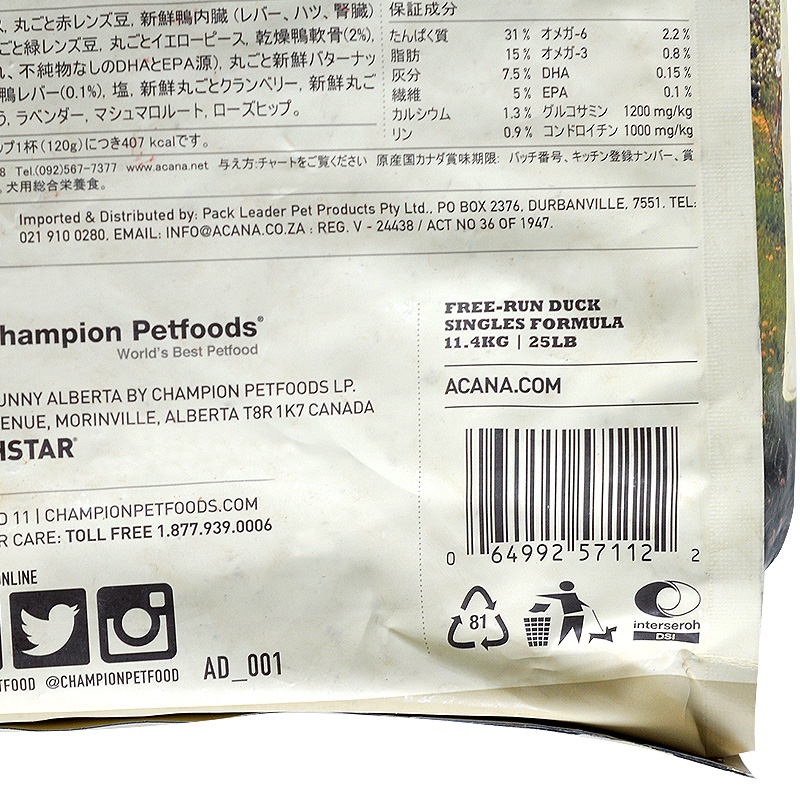 丸ごと赤レンズ豆, 新鮮鴨内臓 (レバー、ハツ、腎臓)
ごと緑レンズ豆, 丸ごとイエローピース, 乾燥鴨軟骨(2%),
れ、不純物なしのDHAとEPA源), 丸ごと新鮮バターナッ
鴨レバー(0.1%), 塩, 新鮮丸ごとクランベリー, 新鮮丸ご
う, ラベンダー, マシュマロルート, ローズヒップ。
保証成分
たんぱく質 31 % オメガ-6 2.2 %
脂肪 15 % オメガ-3 0.8 %
灰分 7.5 % DHA 0.15 %
繊維 5 % EPA 0.1 %
カルシウム 1.3 % グルコサミン 1200 mg/kg
リン 0.9 % コンドロイチン 1000 mg/kg
ップ1杯 (120g)につき407 kcalです。
8 Tel.(092)567-7377 www.acana.net 与え方:チャートをご覧ください 原産国カナダ賞味期限: バッチ番号、キッチン登録ナンバー、賞
犬用総合栄養食。
Imported & Distributed by: Pack Leader Pet Products Pty Ltd., PO BOX 2376, DURBANVILLE, 7551. TEL:
021 910 0280, EMAIL: INFO@ACANA.CO.ZA : REG. V - 24438 / ACT NO 36 OF 1947.
hampion Petfoods®
World's Best Petfood
UNNY ALBERTA BY CHAMPION PETFOODS LP.
ENUE, MORINVILLE, ALBERTA T8R 1K7 CANADA
HSTAR®
D 11 | CHAMPIONPETFOODS.COM
R CARE: TOLL FREE 1.877.939.0006
ONLINE
TFOOD @CHAMPIONPETFOOD
AD_001
FREE-RUN DUCK
SINGLES FORMULA
11.4KG | 25LB
ACANA.COM
0 64992 57112 2
81
interseroh
DSI